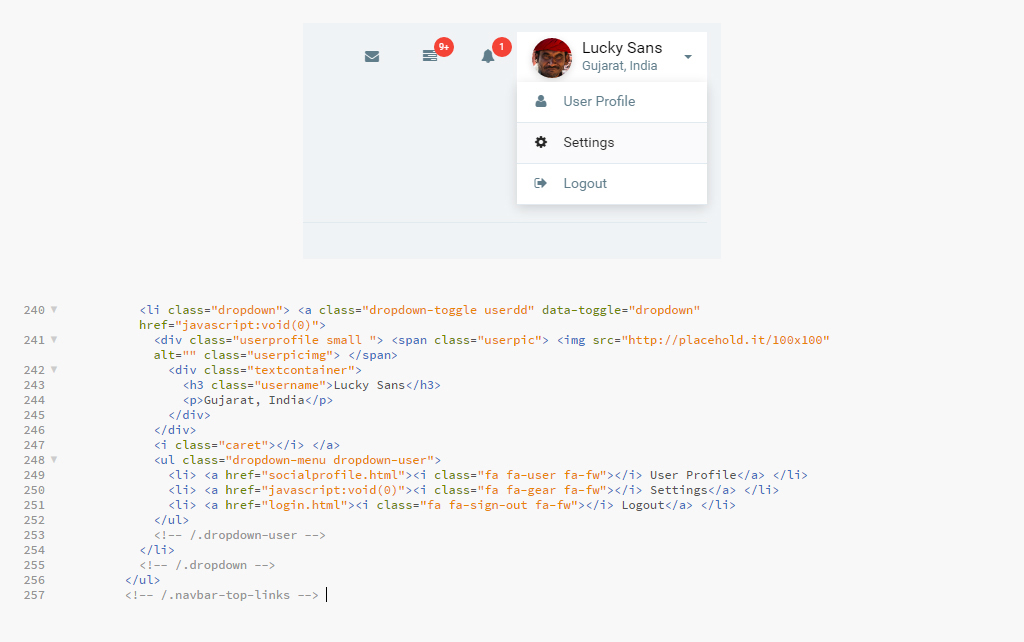 9+
1
Lucky Sans
Gujarat, India
User Profile
Settings
Logout
240 <li class="dropdown"> <a class="dropdown-toggle userdd" data-toggle="dropdown"
href="javascript:void(0)">
241 <div class="userprofile small "> <span class="userpic"> <img src="http://placehold.it/100x100"
alt="" class="userpicimg"> </span>
242 <div class="textcontainer">
243 <h3 class="username">Lucky Sans</h3>
244 <p>Gujarat, India</p>
245 </div>
246 </div>
247 <i class="caret"></i> </a>
248 <ul class="dropdown-menu dropdown-user">
249 <li> <a href="socialprofile.html"><i class="fa fa-user fa-fw"></i> User Profile</a> </li>
250 <li> <a href="javascript:void(0)"><i class="fa fa-gear fa-fw"></i> Settings</a> </li>
251 <li> <a href="login.html"><i class="fa fa-sign-out fa-fw"></i> Logout</a> </li>
252 </ul>
253 <!-- /.dropdown-user -->
254 </li>
255 <!-- /.dropdown -->
256 </ul>
257 <!-- /.navbar-top-links -->